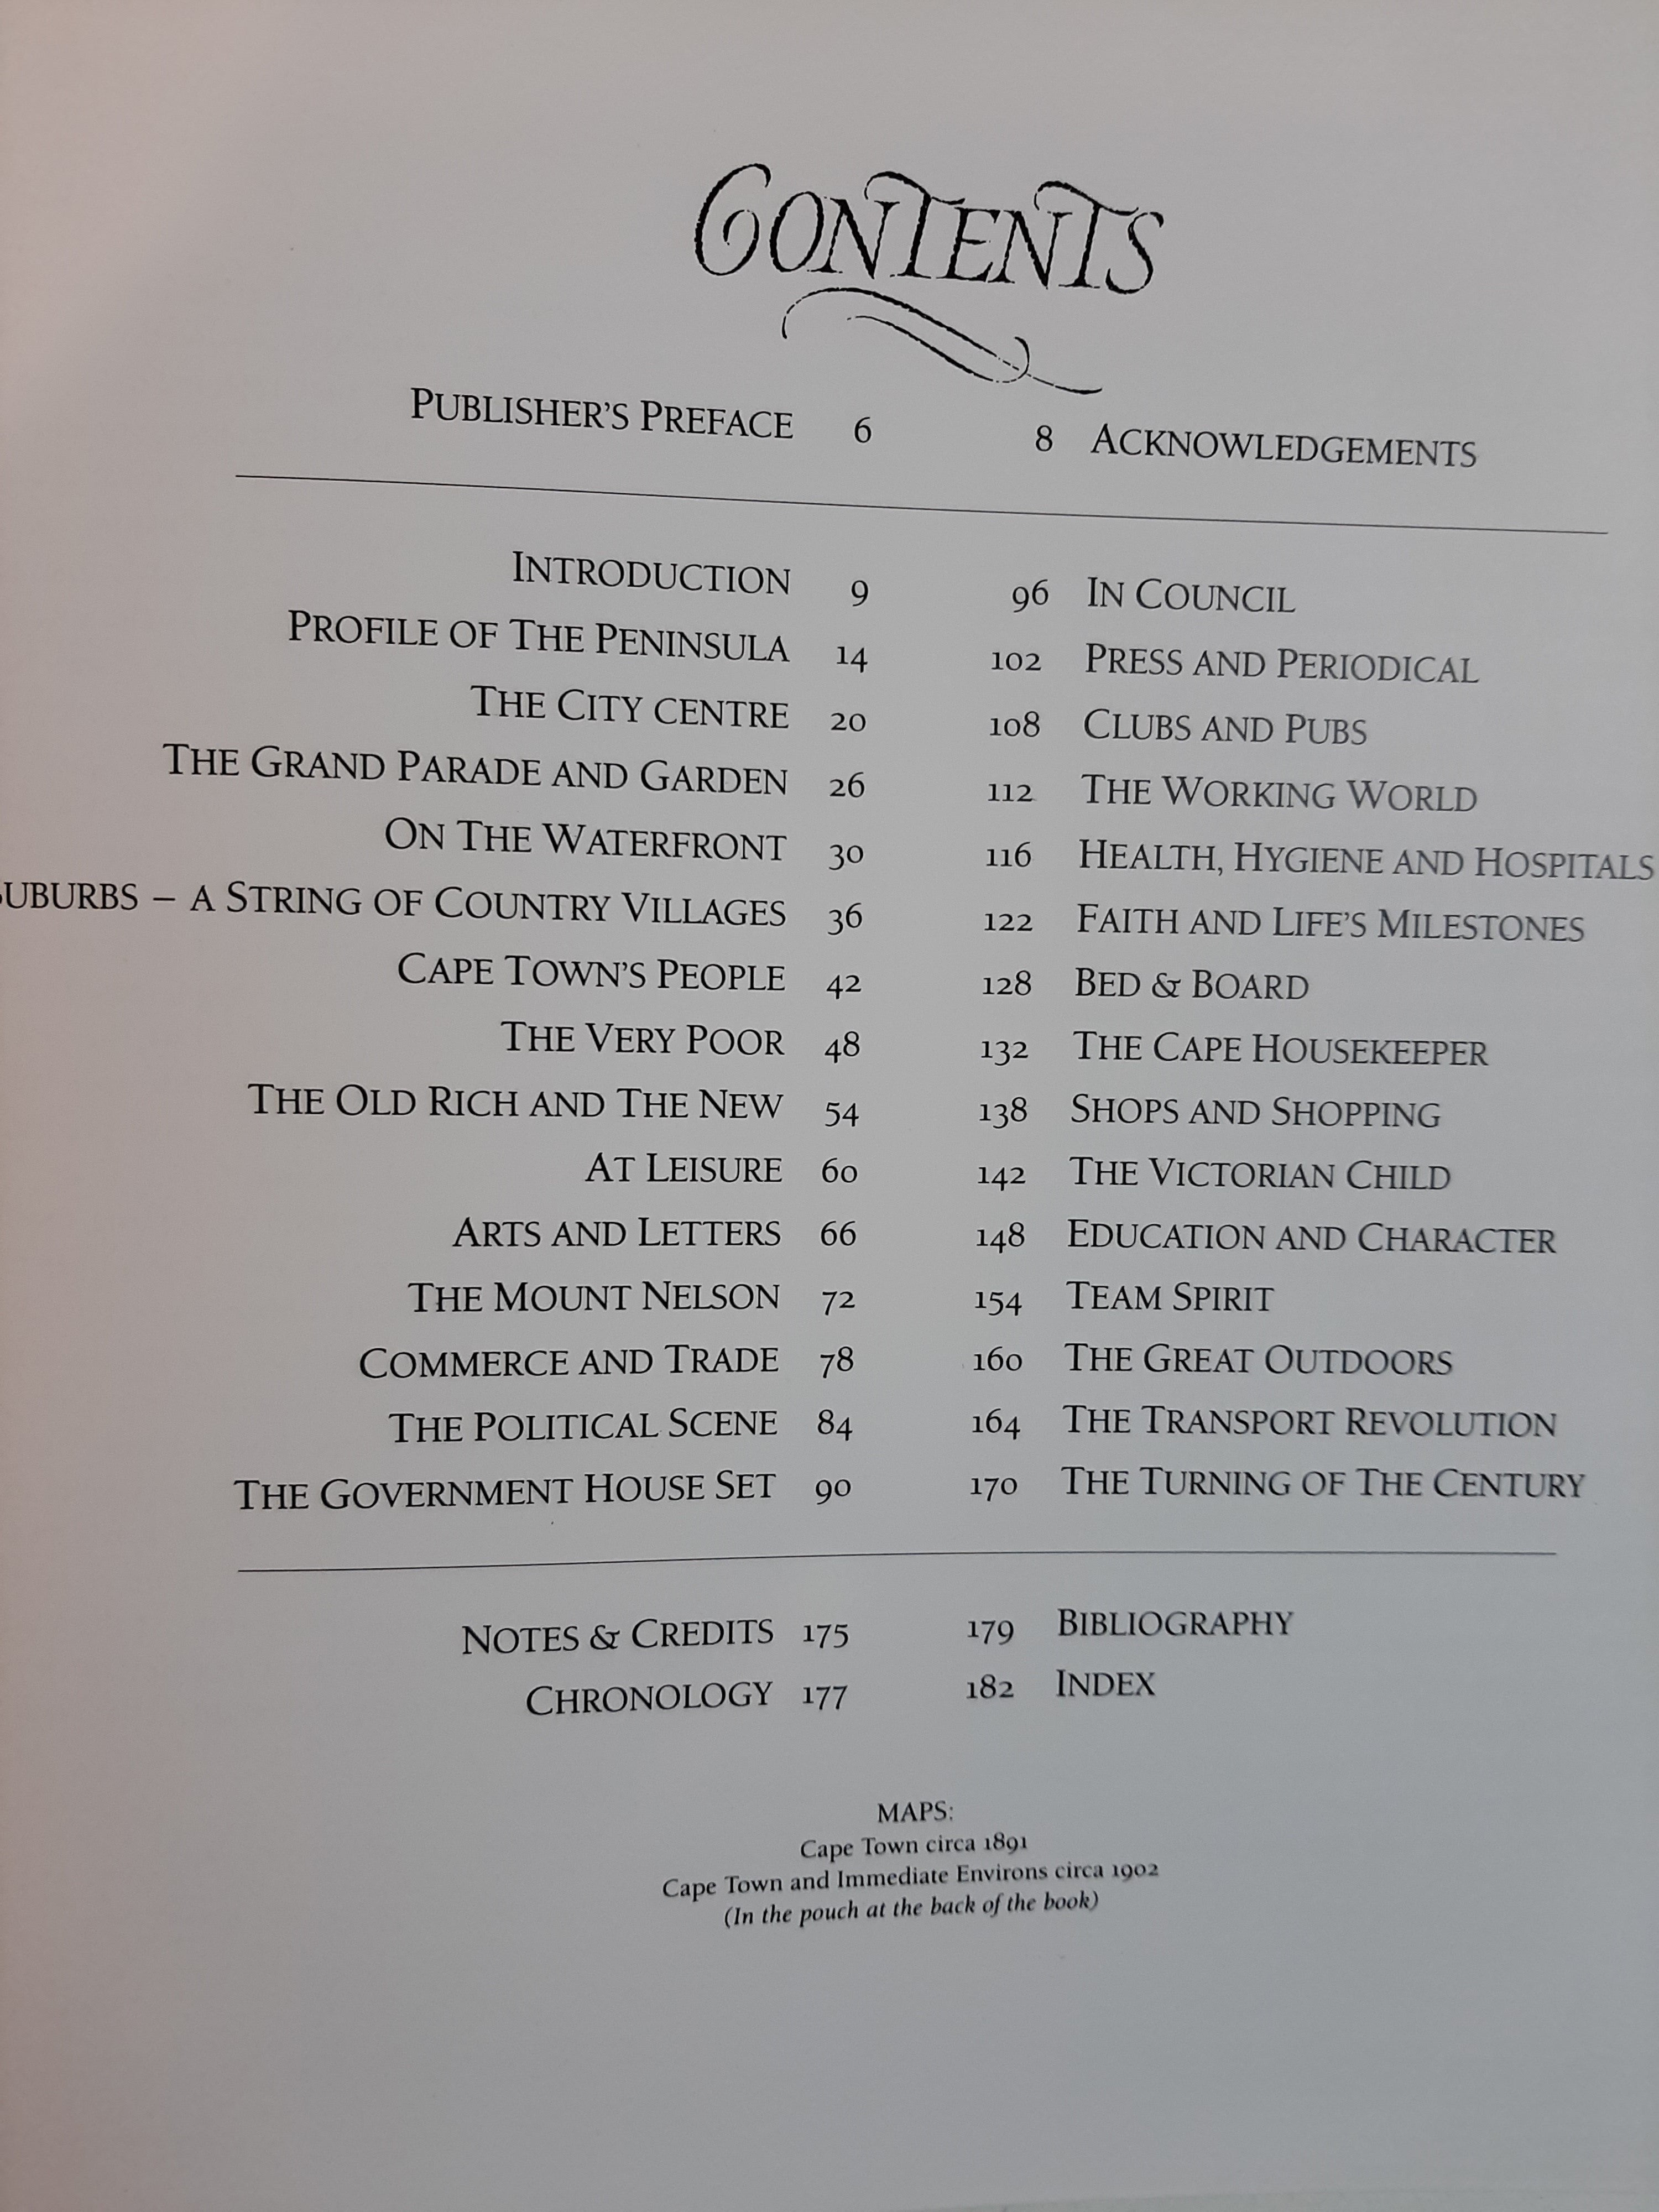 CONTENTS
PUBLISHER'S PREFACE 6
8 ACKNOWLEDGEMENTS
INTRODUCTION 9
PROFILE OF THE PENINSULA 14
THE CITY CENTRE 20
THE GRAND PARADE AND GARDEN 26
ON THE WATERFRONT 30
SUBURBS – A STRING OF COUNTRY VILLAGES 36
CAPE TOWN'S PEOPLE 42
THE VERY POOR 48
THE OLD RICH AND THE NEW 54
AT LEISURE 60
ARTS AND LETTERS 66
THE MOUNT NELSON 72
COMMERCE AND TRADE 78
THE POLITICAL SCENE 84
THE GOVERNMENT HOUSE SET 90
96 IN COUNCIL
102 PRESS AND PERIODICAL
108 CLUBS AND PUBS
112 THE WORKING WORLD
116 HEALTH, HYGIENE AND HOSPITALS
122 FAITH AND LIFE'S MILESTONES
128 BED & BOARD
132 THE CAPE HOUSEKEEPER
138 SHOPS AND SHOPPING
142 THE VICTORIAN CHILD
148 EDUCATION AND CHARACTER
154 TEAM SPIRIT
160 THE GREAT OUTDOORS
164 THE TRANSPORT REVOLUTION
170 THE TURNING OF THE CENTURY
NOTES & CREDITS 175
CHRONOLOGY 177
179 BIBLIOGRAPHY
182 INDEX
MAPS:
Cape Town circa 1891
Cape Town and Immediate Environs circa 1902
(In the pouch at the back of the book)